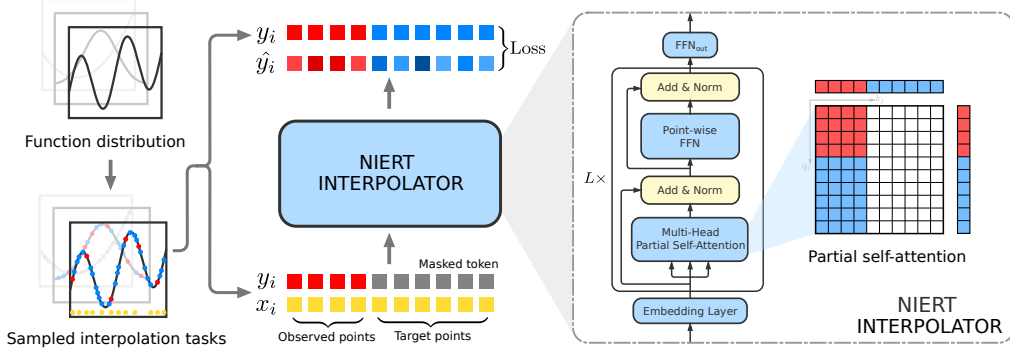 Function distribution
Sampled interpolation tasks
y_i
ŷ_i
Loss
NIERT
INTERPOLATOR
Masked token
y_i
x_i
Observed points
Target points
FFN_out
Add & Norm
Point-wise
FFN
L×
Add & Norm
Multi-Head
Partial Self-Attention
Embedding Layer
Partial self-attention
NIERT
INTERPOLATOR